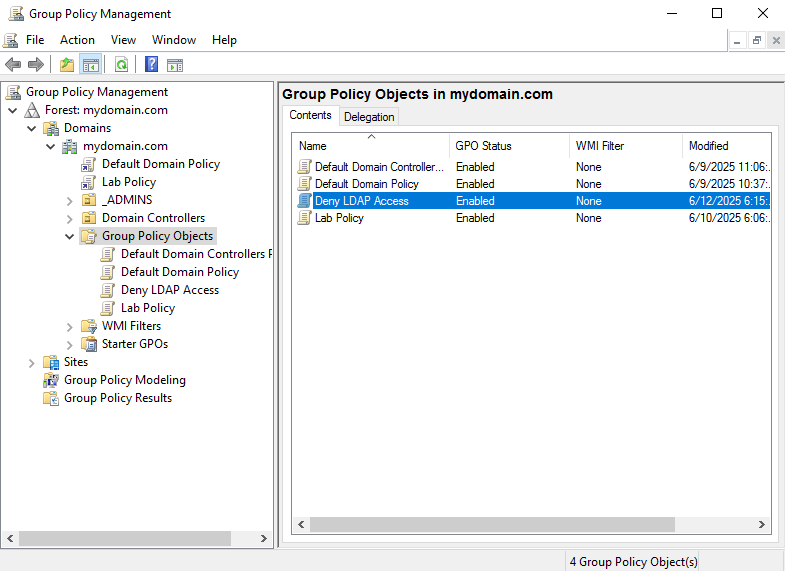 Group Policy Management
File Action View Window Help
Group Policy Management
Forest: mydomain.com
Domains
mydomain.com
Default Domain Policy
Lab Policy
_ADMINS
Domain Controllers
Group Policy Objects
Default Domain Controllers P
Default Domain Policy
Deny LDAP Access
Lab Policy
WMI Filters
Starter GPOs
Sites
Group Policy Modeling
Group Policy Results
Group Policy Objects in mydomain.com
Contents Delegation
Name GPO Status WMI Filter Modified
Default Domain Controller... Enabled None 6/9/2025 11:06:
Default Domain Policy Enabled None 6/9/2025 10:37:
Deny LDAP Access Enabled None 6/12/2025 6:15:
Lab Policy Enabled None 6/10/2025 6:06:
4 Group Policy Object(s)